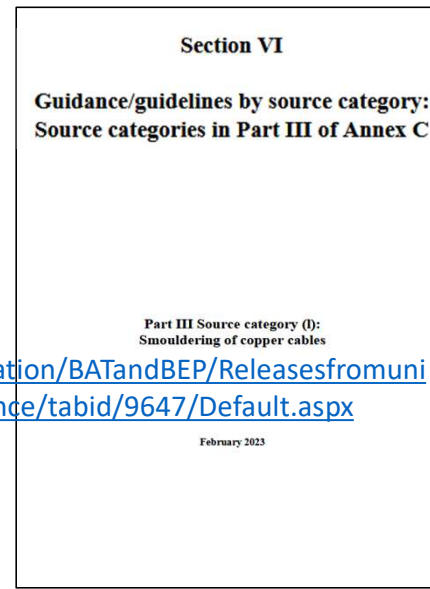 Section VI
Guidance/guidelines by source category:
Source categories in Part III of Annex C
Part III Source category (l):
Smouldering of copper cables
ation/BATandBEP/Releasesfromuni
nce/tabid/9647/Default.aspx
February 2023